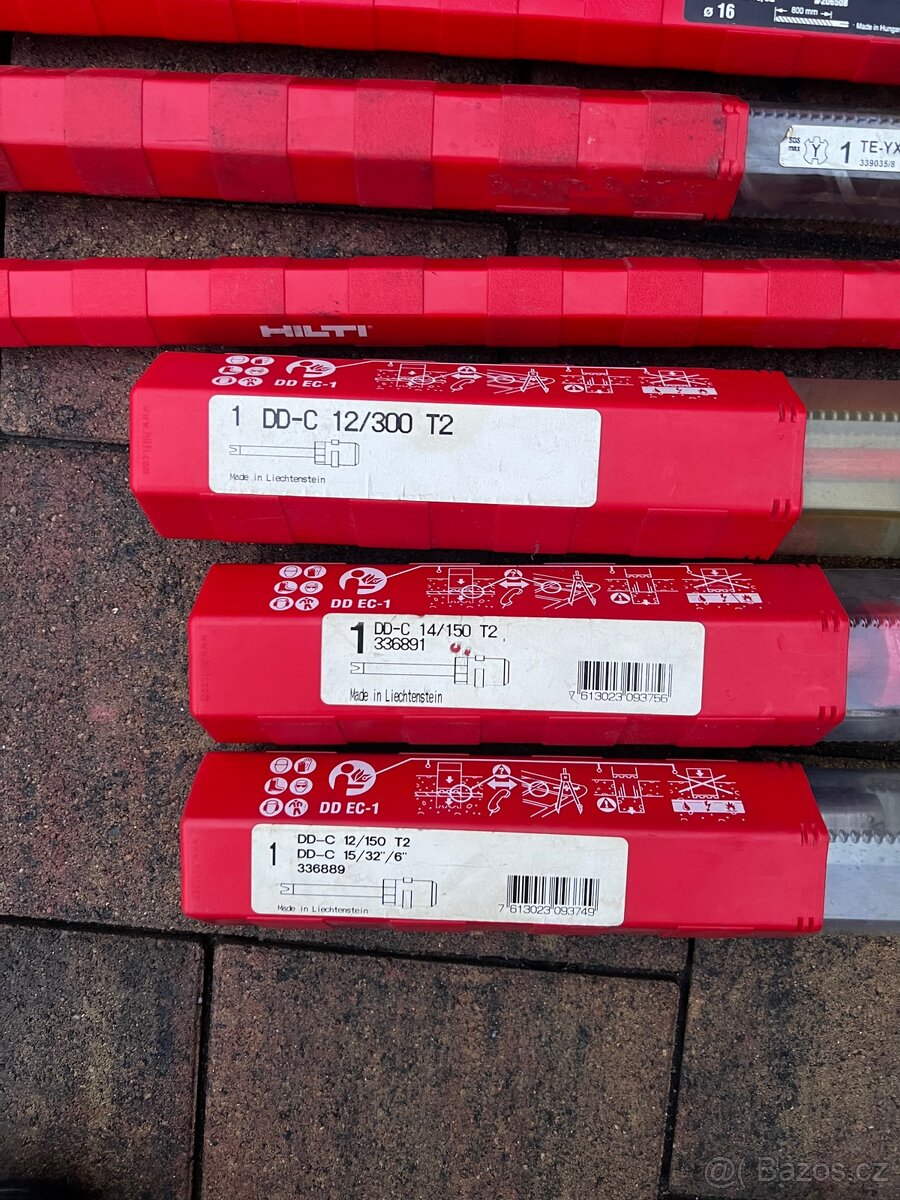 ø 16
600 mm
Made in Hungary
SDS
max
Y
1
TE-YX
339035/8
HILTI
DD EC-1
1 DD-C 12/300 T2
Made in Liechtenstein
DD EC-1
1
DD-C 14/150 T2
336891
Made in Liechtenstein
7 613023 093756
DD EC-1
1
DD-C 12/150 T2
DD-C 15/32"/6"
336889
Made in Liechtenstein
7 613023 093749
Bazos.cz